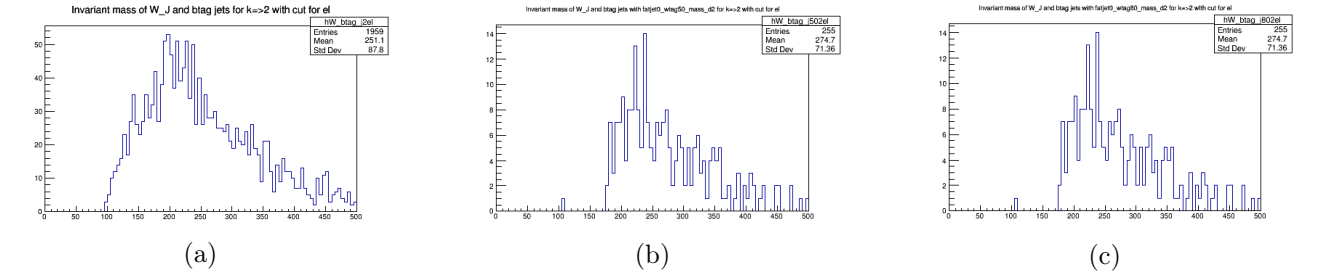 Invariant mass of W_J and btag jets for k=>2 with cut for el
hW_btag_j2el
Entries 1959
Mean 251.1
Std Dev 87.8
50
40
30
20
10
0
0 50 100 150 200 250 300 350 400 450 500
(a)
Invariant mass of W_J and btag jets with fatjet0_wtag50_mass_d2 for k=>2 with cut for el
hW_btag_j502el
Entries 255
Mean 274.7
Std Dev 71.36
14
12
10
8
6
4
2
0
0 50 100 150 200 250 300 350 400 450 500
(b)
Invariant mass of W_J and btag jets with fatjet0_wtag80_mass_d2 for k=>2 with cut for el
hW_btag_j802el
Entries 255
Mean 274.7
Std Dev 71.36
14
12
10
8
6
4
2
0
0 50 100 150 200 250 300 350 400 450 500
(c)